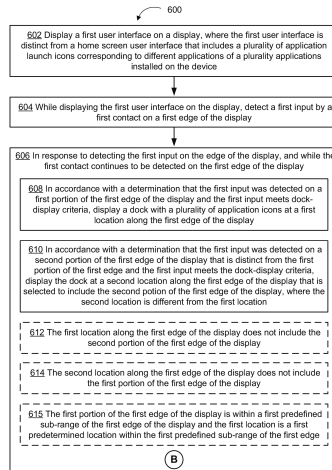 600
602 Display a first user interface on a display, where the first user interface is
distinct from a home screen user interface that includes a plurality of application
launch icons corresponding to different applications of a plurality applications
installed on the device
604 While displaying the first user interface on the display, detect a first input by a
first contact on a first edge of the display
606 In response to detecting the first input on the edge of the display, and while the
first contact continues to be detected on the first edge of the display
608 In accordance with a determination that the first input was detected on a
first portion of the first edge of the display and the first input meets dock-
display criteria, display a dock with a plurality of application icons at a first
location along the first edge of the display
610 In accordance with a determination that the first input was detected on a
second portion of the first edge of the display that is distinct from the first
portion of the first edge and the first input meets the dock-display criteria,
display the dock at a second location along the first edge of the display that is
selected to include the second portion of the first edge of the display, where the
second location is different from the first location
612 The first location along the first edge of the display does not include the
second portion of the first edge of the display
614 The second location along the first edge of the display does not include
the first portion of the first edge of the display
615 The first portion of the first edge of the display is within a first predefined
sub-range of the first edge of the display and the first location is a first
predetermined location within the first predefined sub-range of the first edge
B